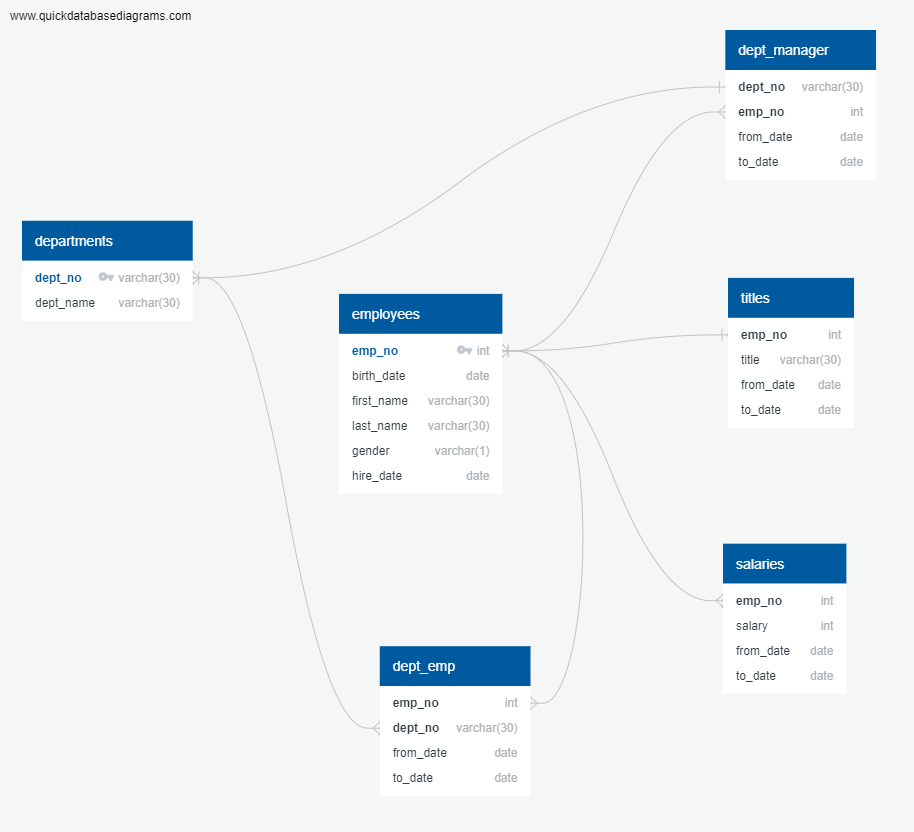 www.quickdatabasediagrams.com
dept_manager
dept_no varchar(30)
emp_no int
from_date date
to_date date
departments
dept_no varchar(30)
dept_name varchar(30)
employees
emp_no int
birth_date date
first_name varchar(30)
last_name varchar(30)
gender varchar(1)
hire_date date
titles
emp_no int
title varchar(30)
from_date date
to_date date
salaries
emp_no int
salary int
from_date date
to_date date
dept_emp
emp_no int
dept_no varchar(30)
from_date date
to_date date